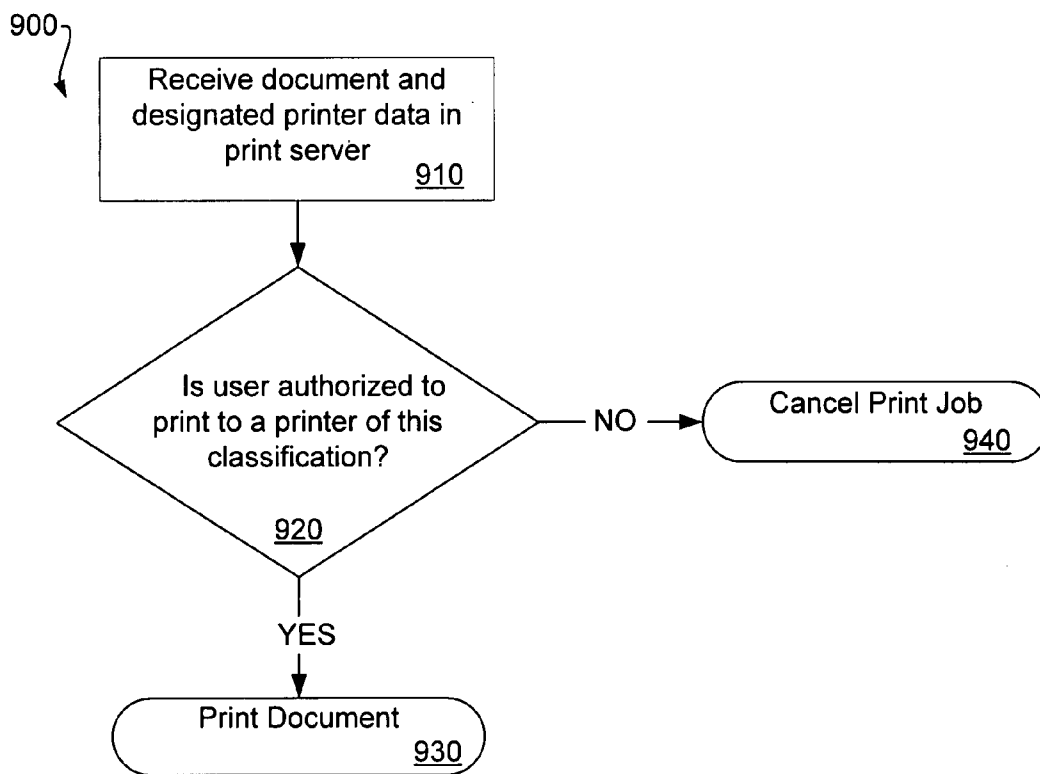 900
Receive document and
designated printer data in
print server
910
Is user authorized to
print to a printer of this
classification?
920
NO
Cancel Print Job
940
YES
Print Document
930